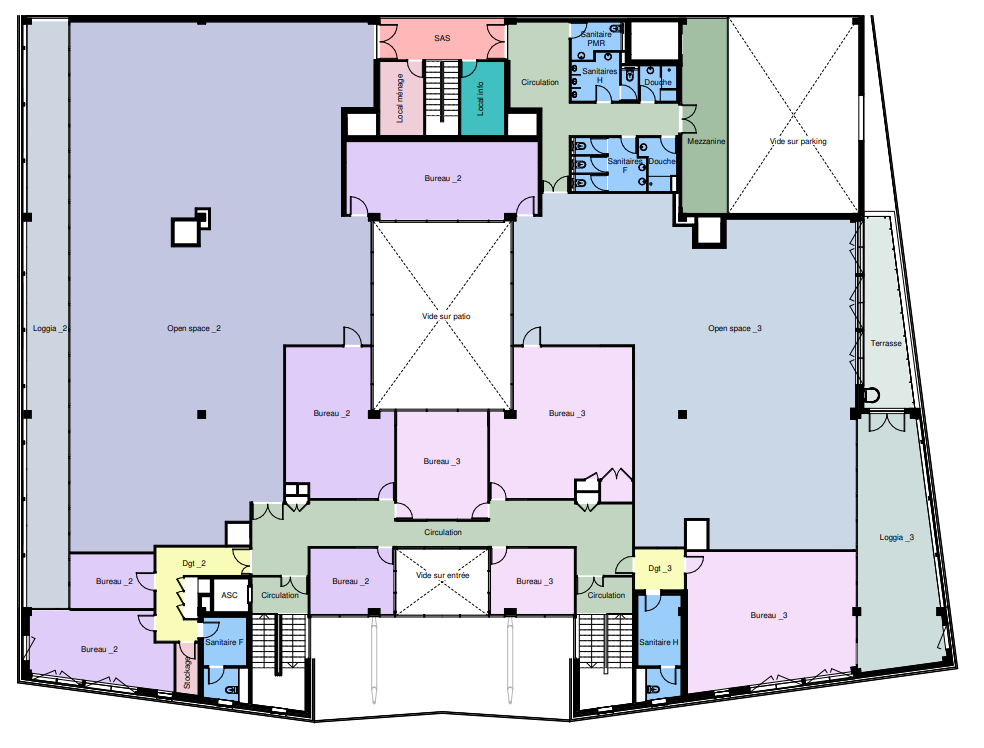 SAS
Sanitaire
PMR
Circulation
Sanitaires
H
Douche
Local ménage
Local info
Mezzanine
Vide sur parking
Sanitaires
F
Douche
Bureau _2
Loggia _2
Open space _2
Vide sur patio
Open space _3
Terrasse
Bureau _2
Bureau _3
Bureau _3
Circulation
Loggia _3
Dgt _2
Dgt _3
Bureau _2
Bureau _2
Vide sur entrée
Bureau _3
ASC
Circulation
Circulation
Bureau _3
Sanitaire F
Sanitaire H
Bureau _2
Stockage